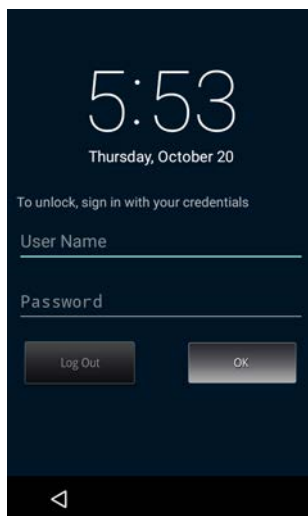 5:53
Thursday, October 20
To unlock, sign in with your credentials
User Name
Password
Log Out OK